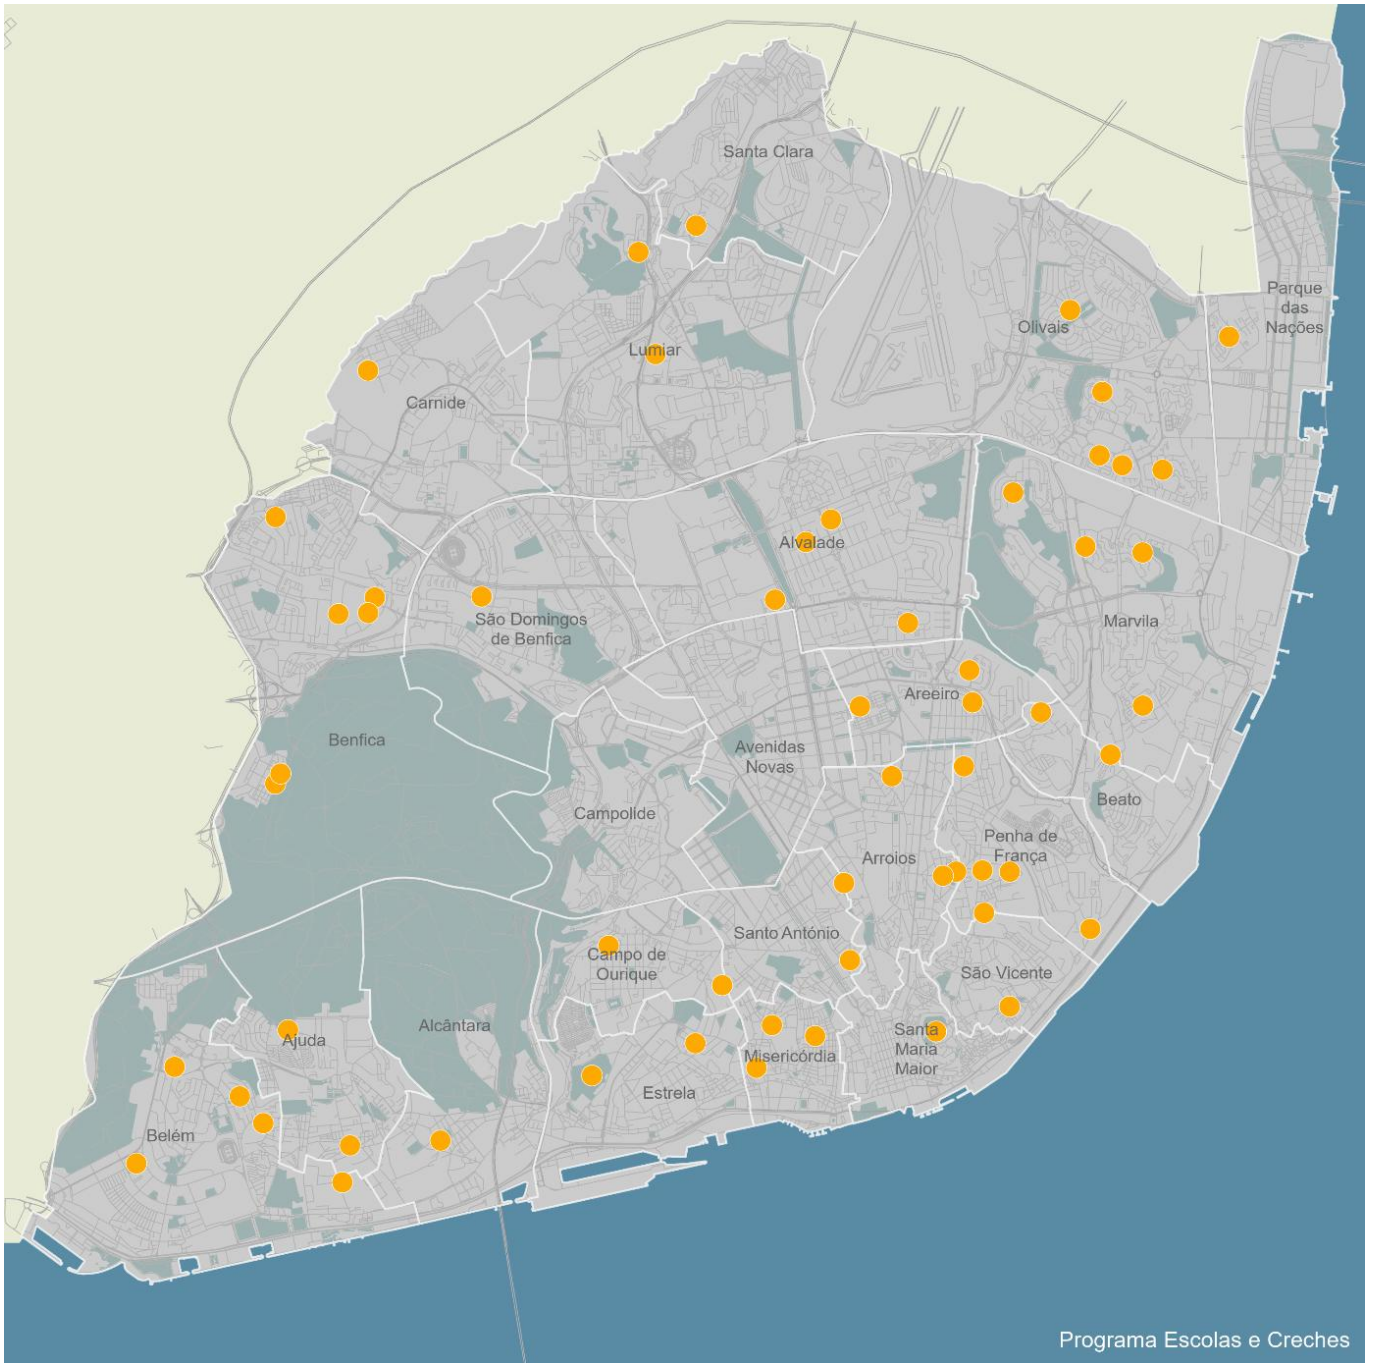 Santa Clara
Parque
das
Nações
Olivais
Lumiar
Carnide
Alvalade
São Domingos
de Benfica
Marvila
Areeiro
Benfica
Avenidas
Novas
Campolide
Beato
Penha de
França
Arroios
Santo António
Campo de
Ourique
São Vicente
Alcântara
Ajuda
Santa
Maria
Maior
Misericórdia
Estrela
Belém
Programa Escolas e Creches